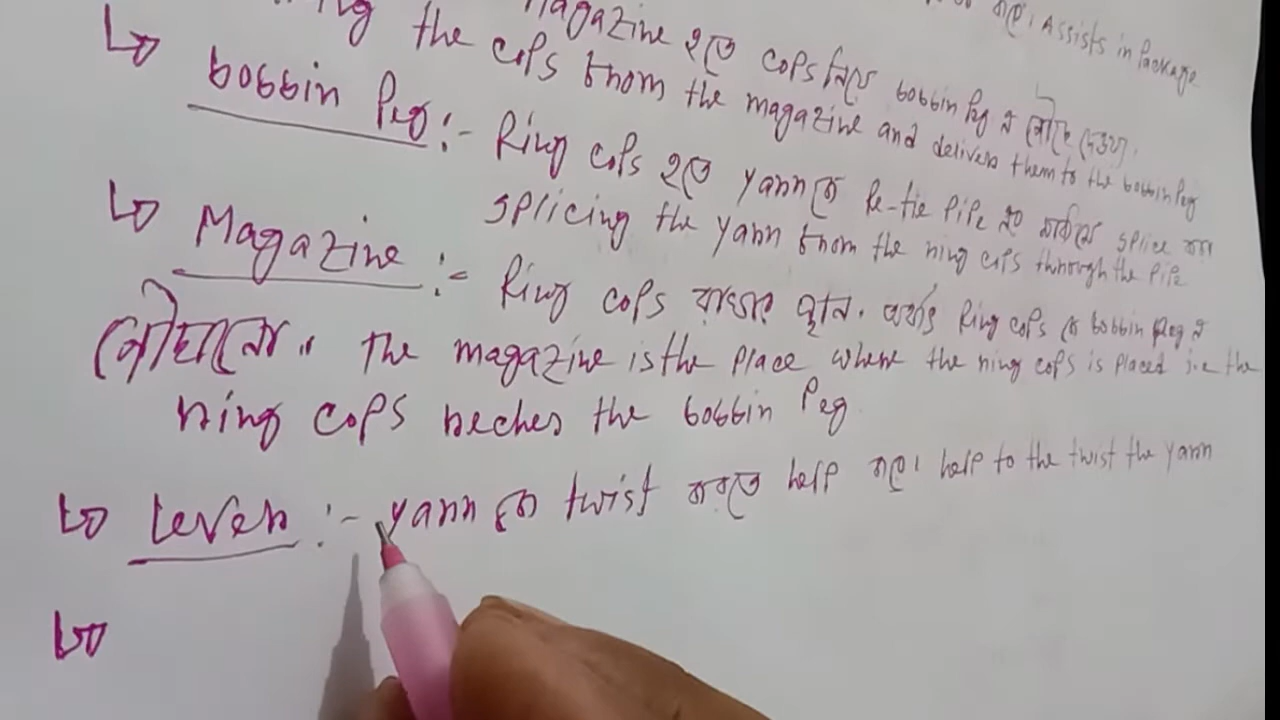 করে। Assists in Package
magazine হতে cops নিয়ে bobbin Peg এ পৌছে দেওয়া।
the cops from the magazine and delivers them to the bobbin Peg
↳ bobbin Peg :- Ring cops হতে yarn কে Re-tie PiPe এর মাধ্যমে splice করা
splicing the yarn from the ring cops through the PiPe
↳ Magazine :- Ring cops রাখার স্থান. অর্থাৎ Ring cops কে bobbin Peg এ
পৌছানো॥ The magazine is the place where the ring cops is placed i.e the
ring cops reches the bobbin Peg
↳ Lever :- yarn কে twist করতে help করে। help to the twist the yarn
↳